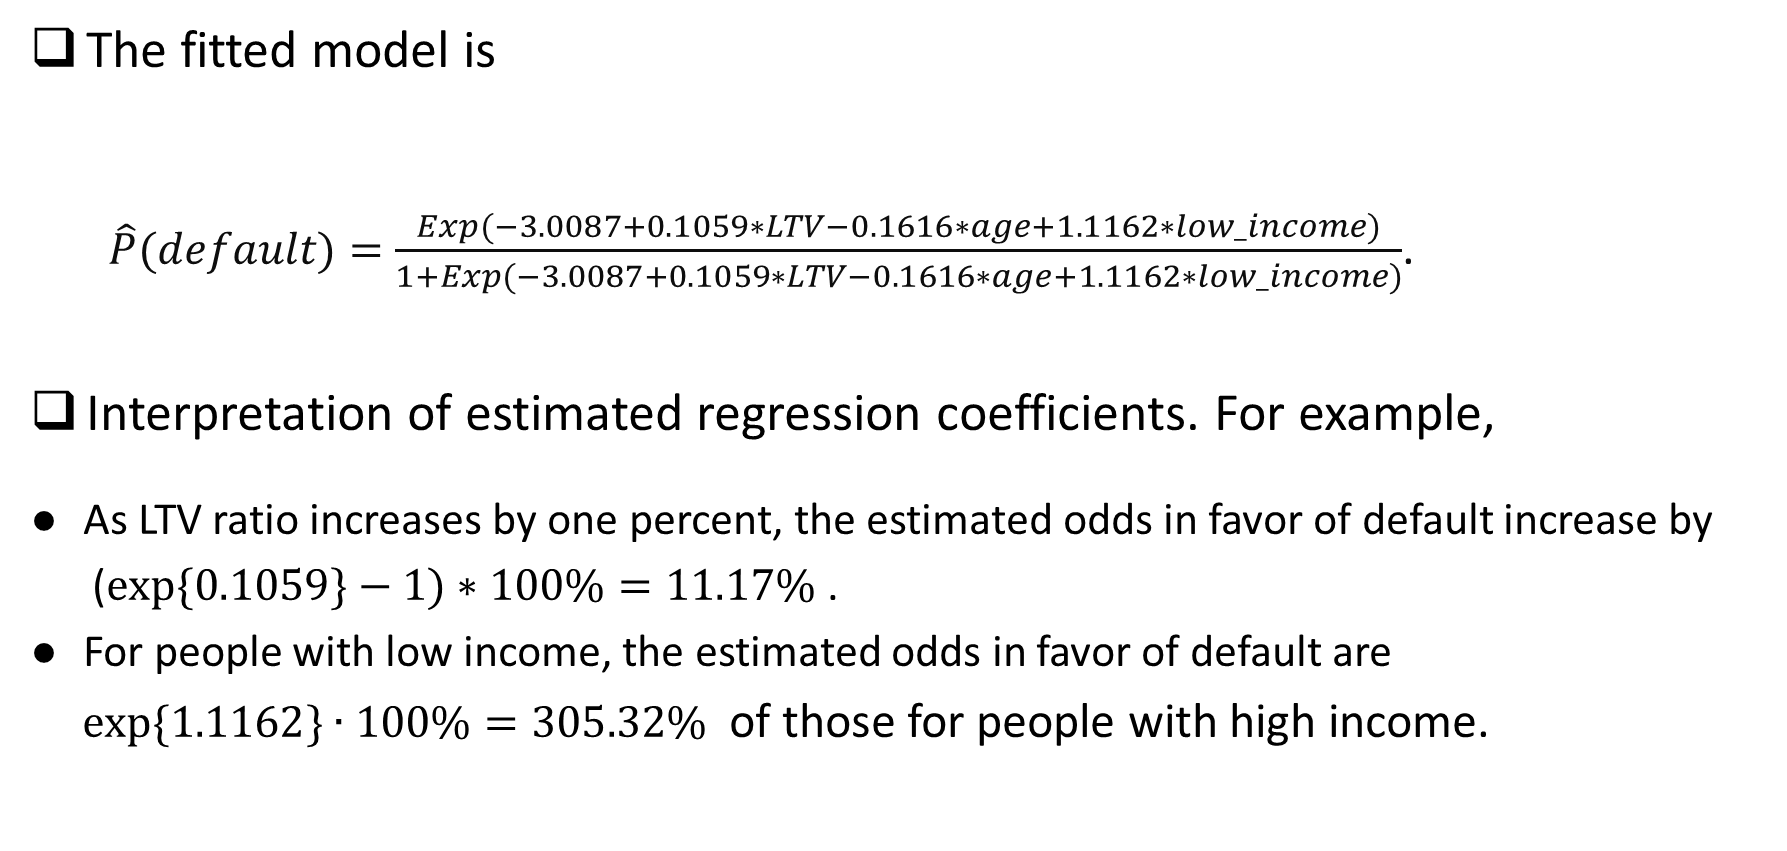 ❑ The fitted model is
P̂(default) = Exp(−3.0087+0.1059∗LTV−0.1616∗age+1.1162∗low_income)
1+Exp(−3.0087+0.1059∗LTV−0.1616∗age+1.1162∗low_income) .
❑ Interpretation of estimated regression coefficients. For example,
● As LTV ratio increases by one percent, the estimated odds in favor of default increase by
(exp{0.1059} − 1) ∗ 100% = 11.17% .
● For people with low income, the estimated odds in favor of default are
exp{1.1162} · 100% = 305.32% of those for people with high income.